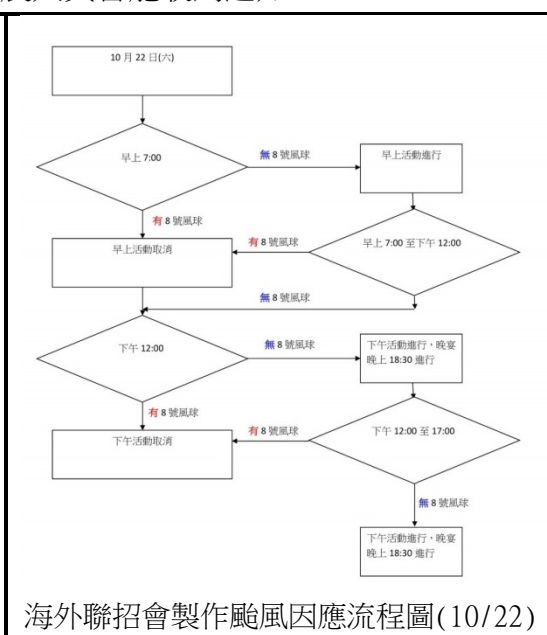 10 月 22 日(六)
早上 7:00
無 8 號風球
早上活動進行
有 8 號風球
早上活動取消
有 8 號風球
早上 7:00 至下午 12:00
無 8 號風球
下午 12:00
無 8 號風球
下午活動進行，晚宴
晚上 18:30 進行
有 8 號風球
下午活動取消
有 8 號風球
下午 12:00 至 17:00
無 8 號風球
下午活動進行，晚宴
晚上 18:30 進行
海外聯招會製作颱風因應流程圖(10/22)